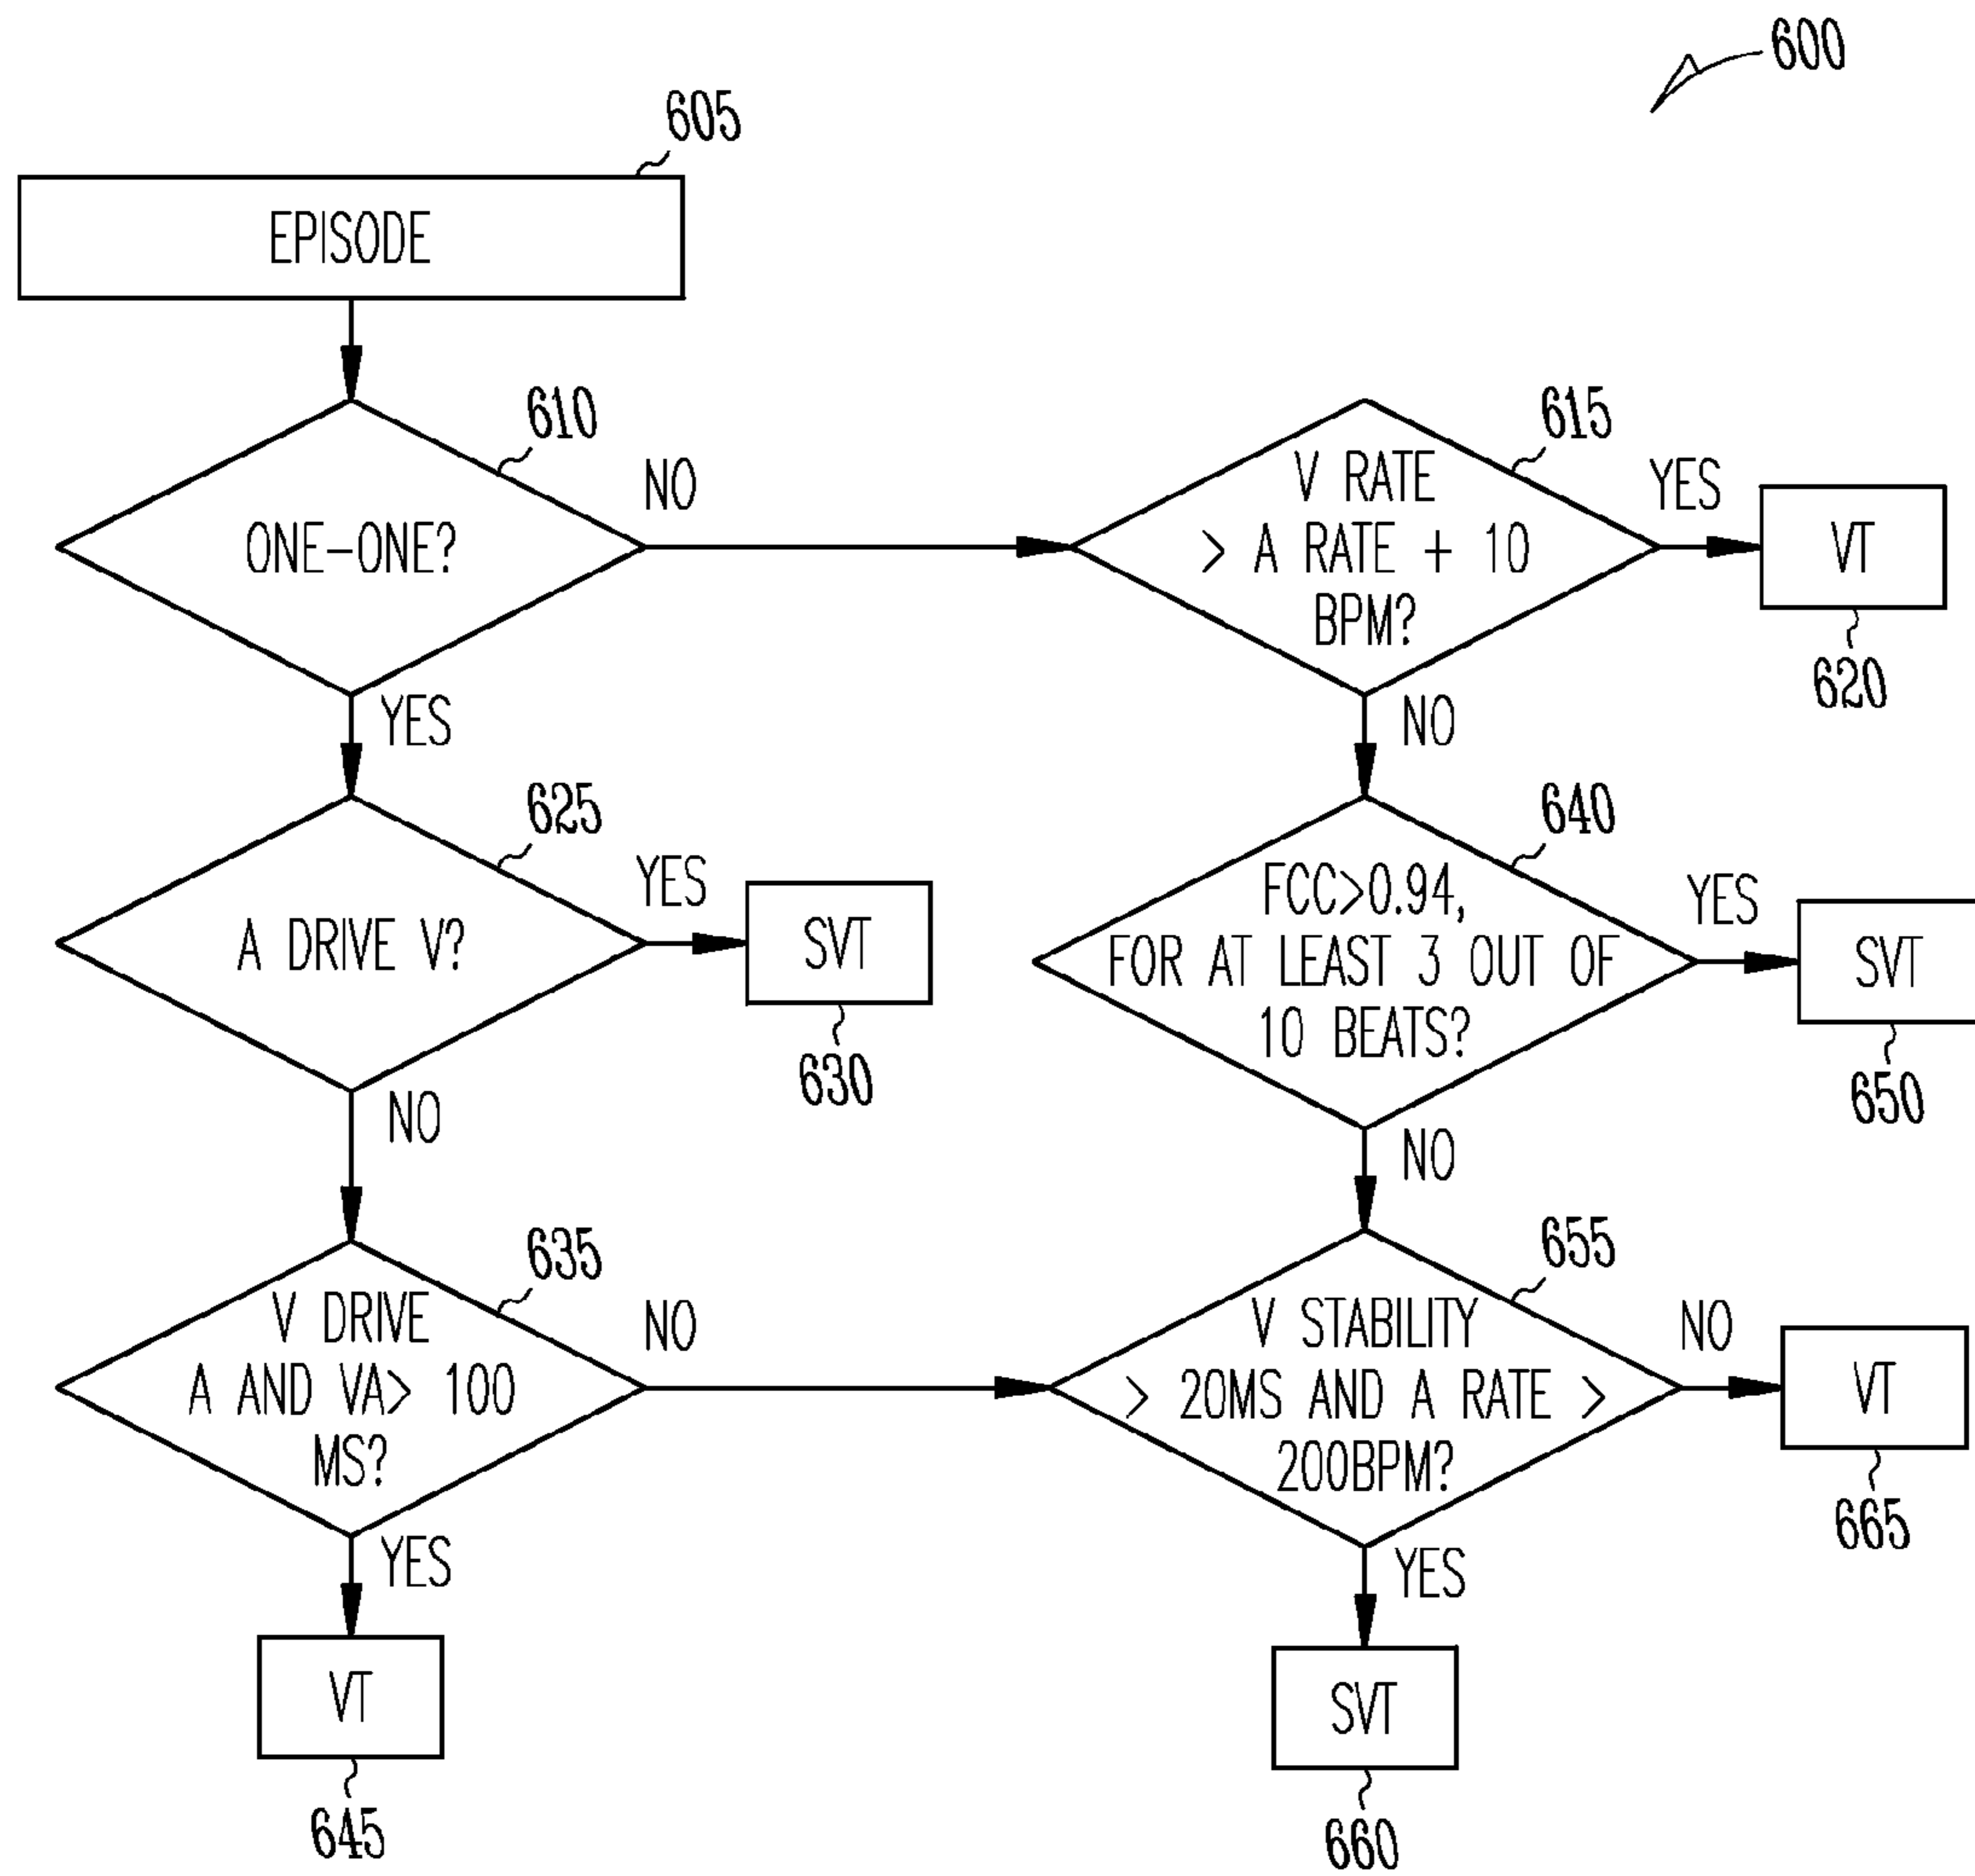 600
605
EPISODE
610
ONE-ONE?
NO
YES
615
V RATE
> A RATE + 10
BPM?
YES
VT
620
NO
625
A DRIVE V?
YES
SVT
630
NO
640
FCC>0.94,
FOR AT LEAST 3 OUT OF
10 BEATS?
YES
SVT
650
NO
635
V DRIVE
A AND VA> 100
MS?
NO
YES
VT
645
655
V STABILITY
> 20MS AND A RATE >
200BPM?
NO
VT
665
YES
SVT
660